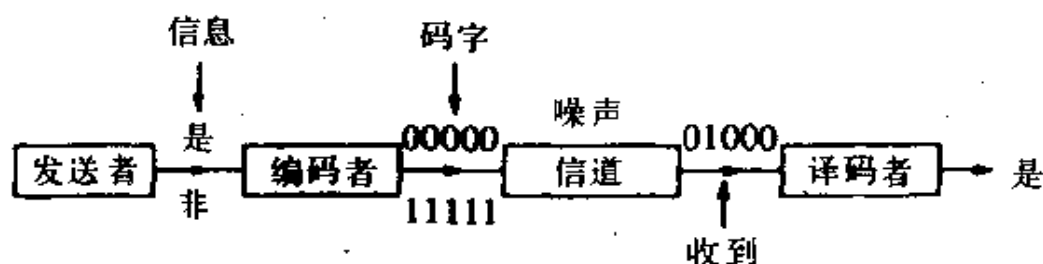 信息
码字
噪声
是
00000
01000
发送者
编码者
信道
译码者
是
非
11111
收到